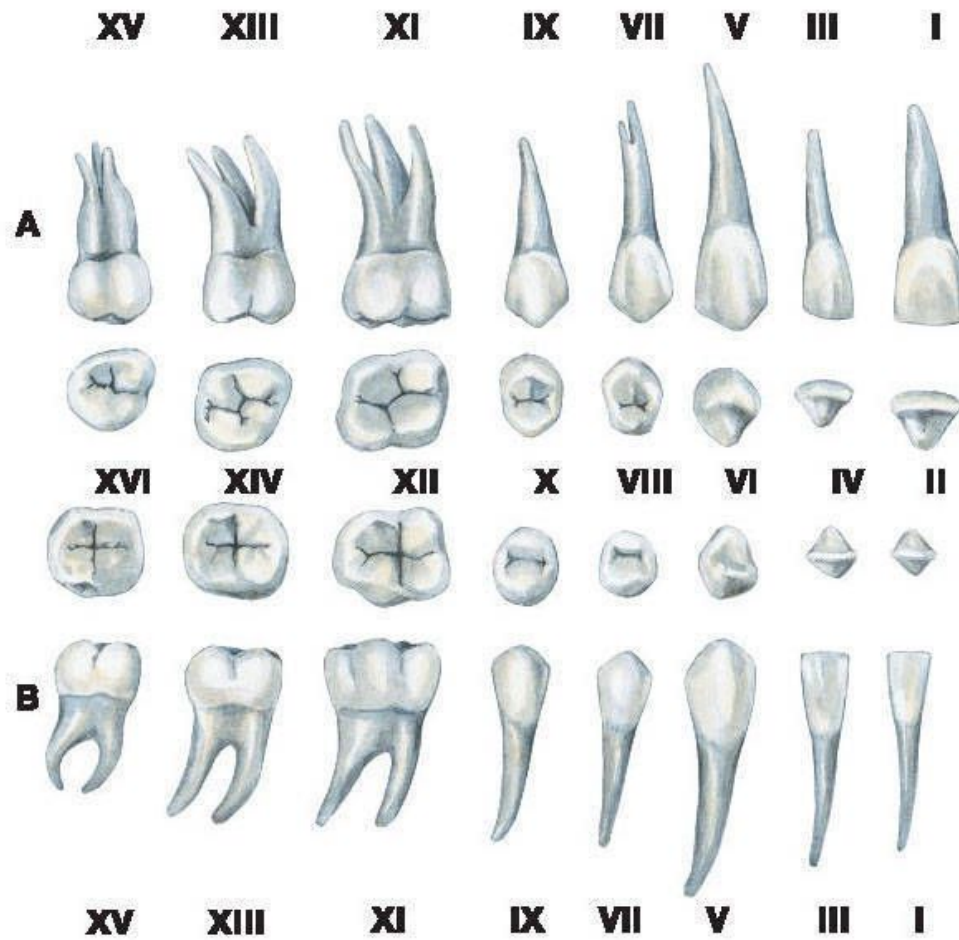 XV XIII XI IX VII V III I
A
XVI XIV XII X VIII VI IV II
B
XV XIII XI IX VII V III I